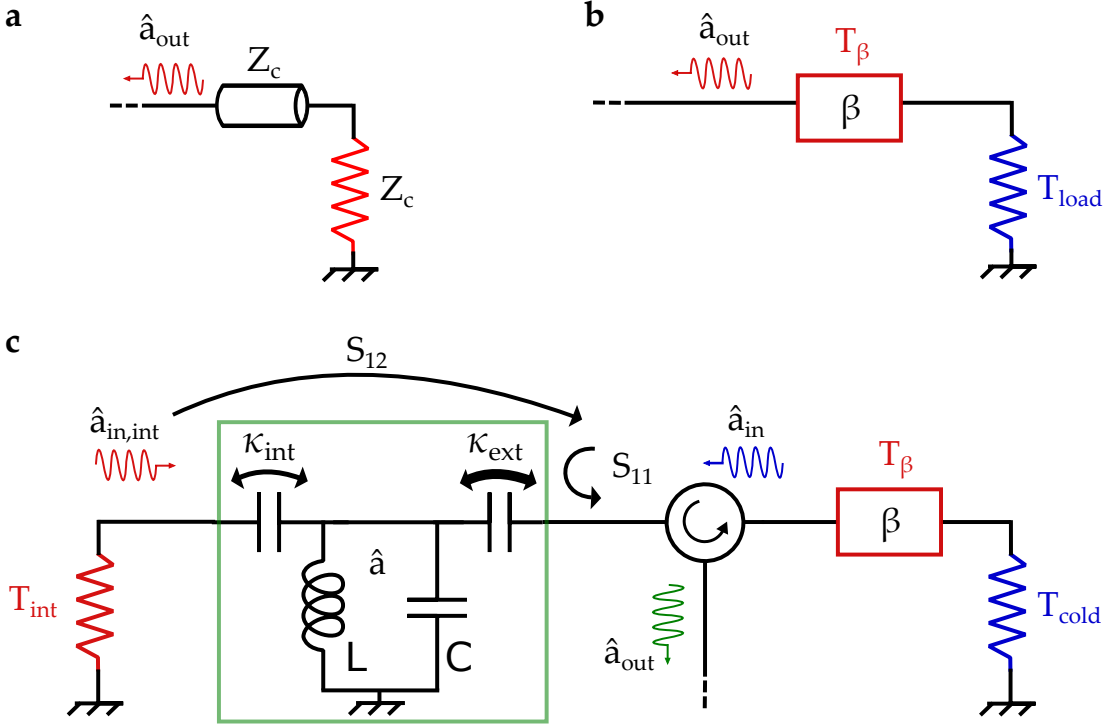 a
â_out
Z_c
Z_c
b
â_out
T_β
β
T_load
c
S_12
â_in,int
κ_int
κ_ext
S_11
â_in
T_β
β
T_int
â
L
C
â_out
T_cold